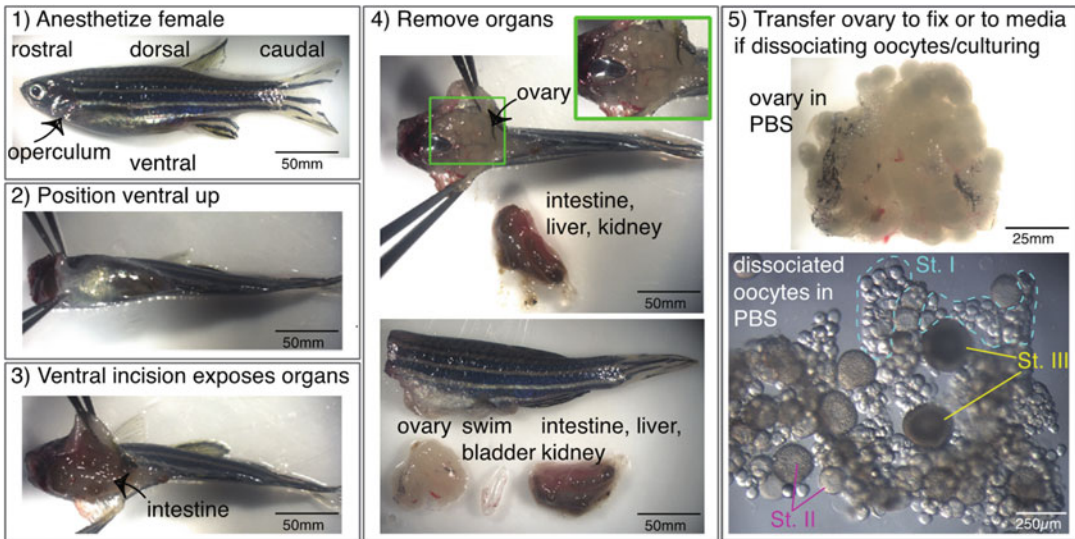 1) Anesthetize female
rostral dorsal caudal
operculum
ventral
50mm
2) Position ventral up
50mm
3) Ventral incision exposes organs
intestine
50mm
4) Remove organs
ovary
intestine,
liver, kidney
50mm
ovary swim intestine, liver,
bladder kidney
50mm
5) Transfer ovary to fix or to media
if dissociating oocytes/culturing
ovary in
PBS
25mm
dissociated
oocytes in
PBS
St. I
St. III
St. II
250µm